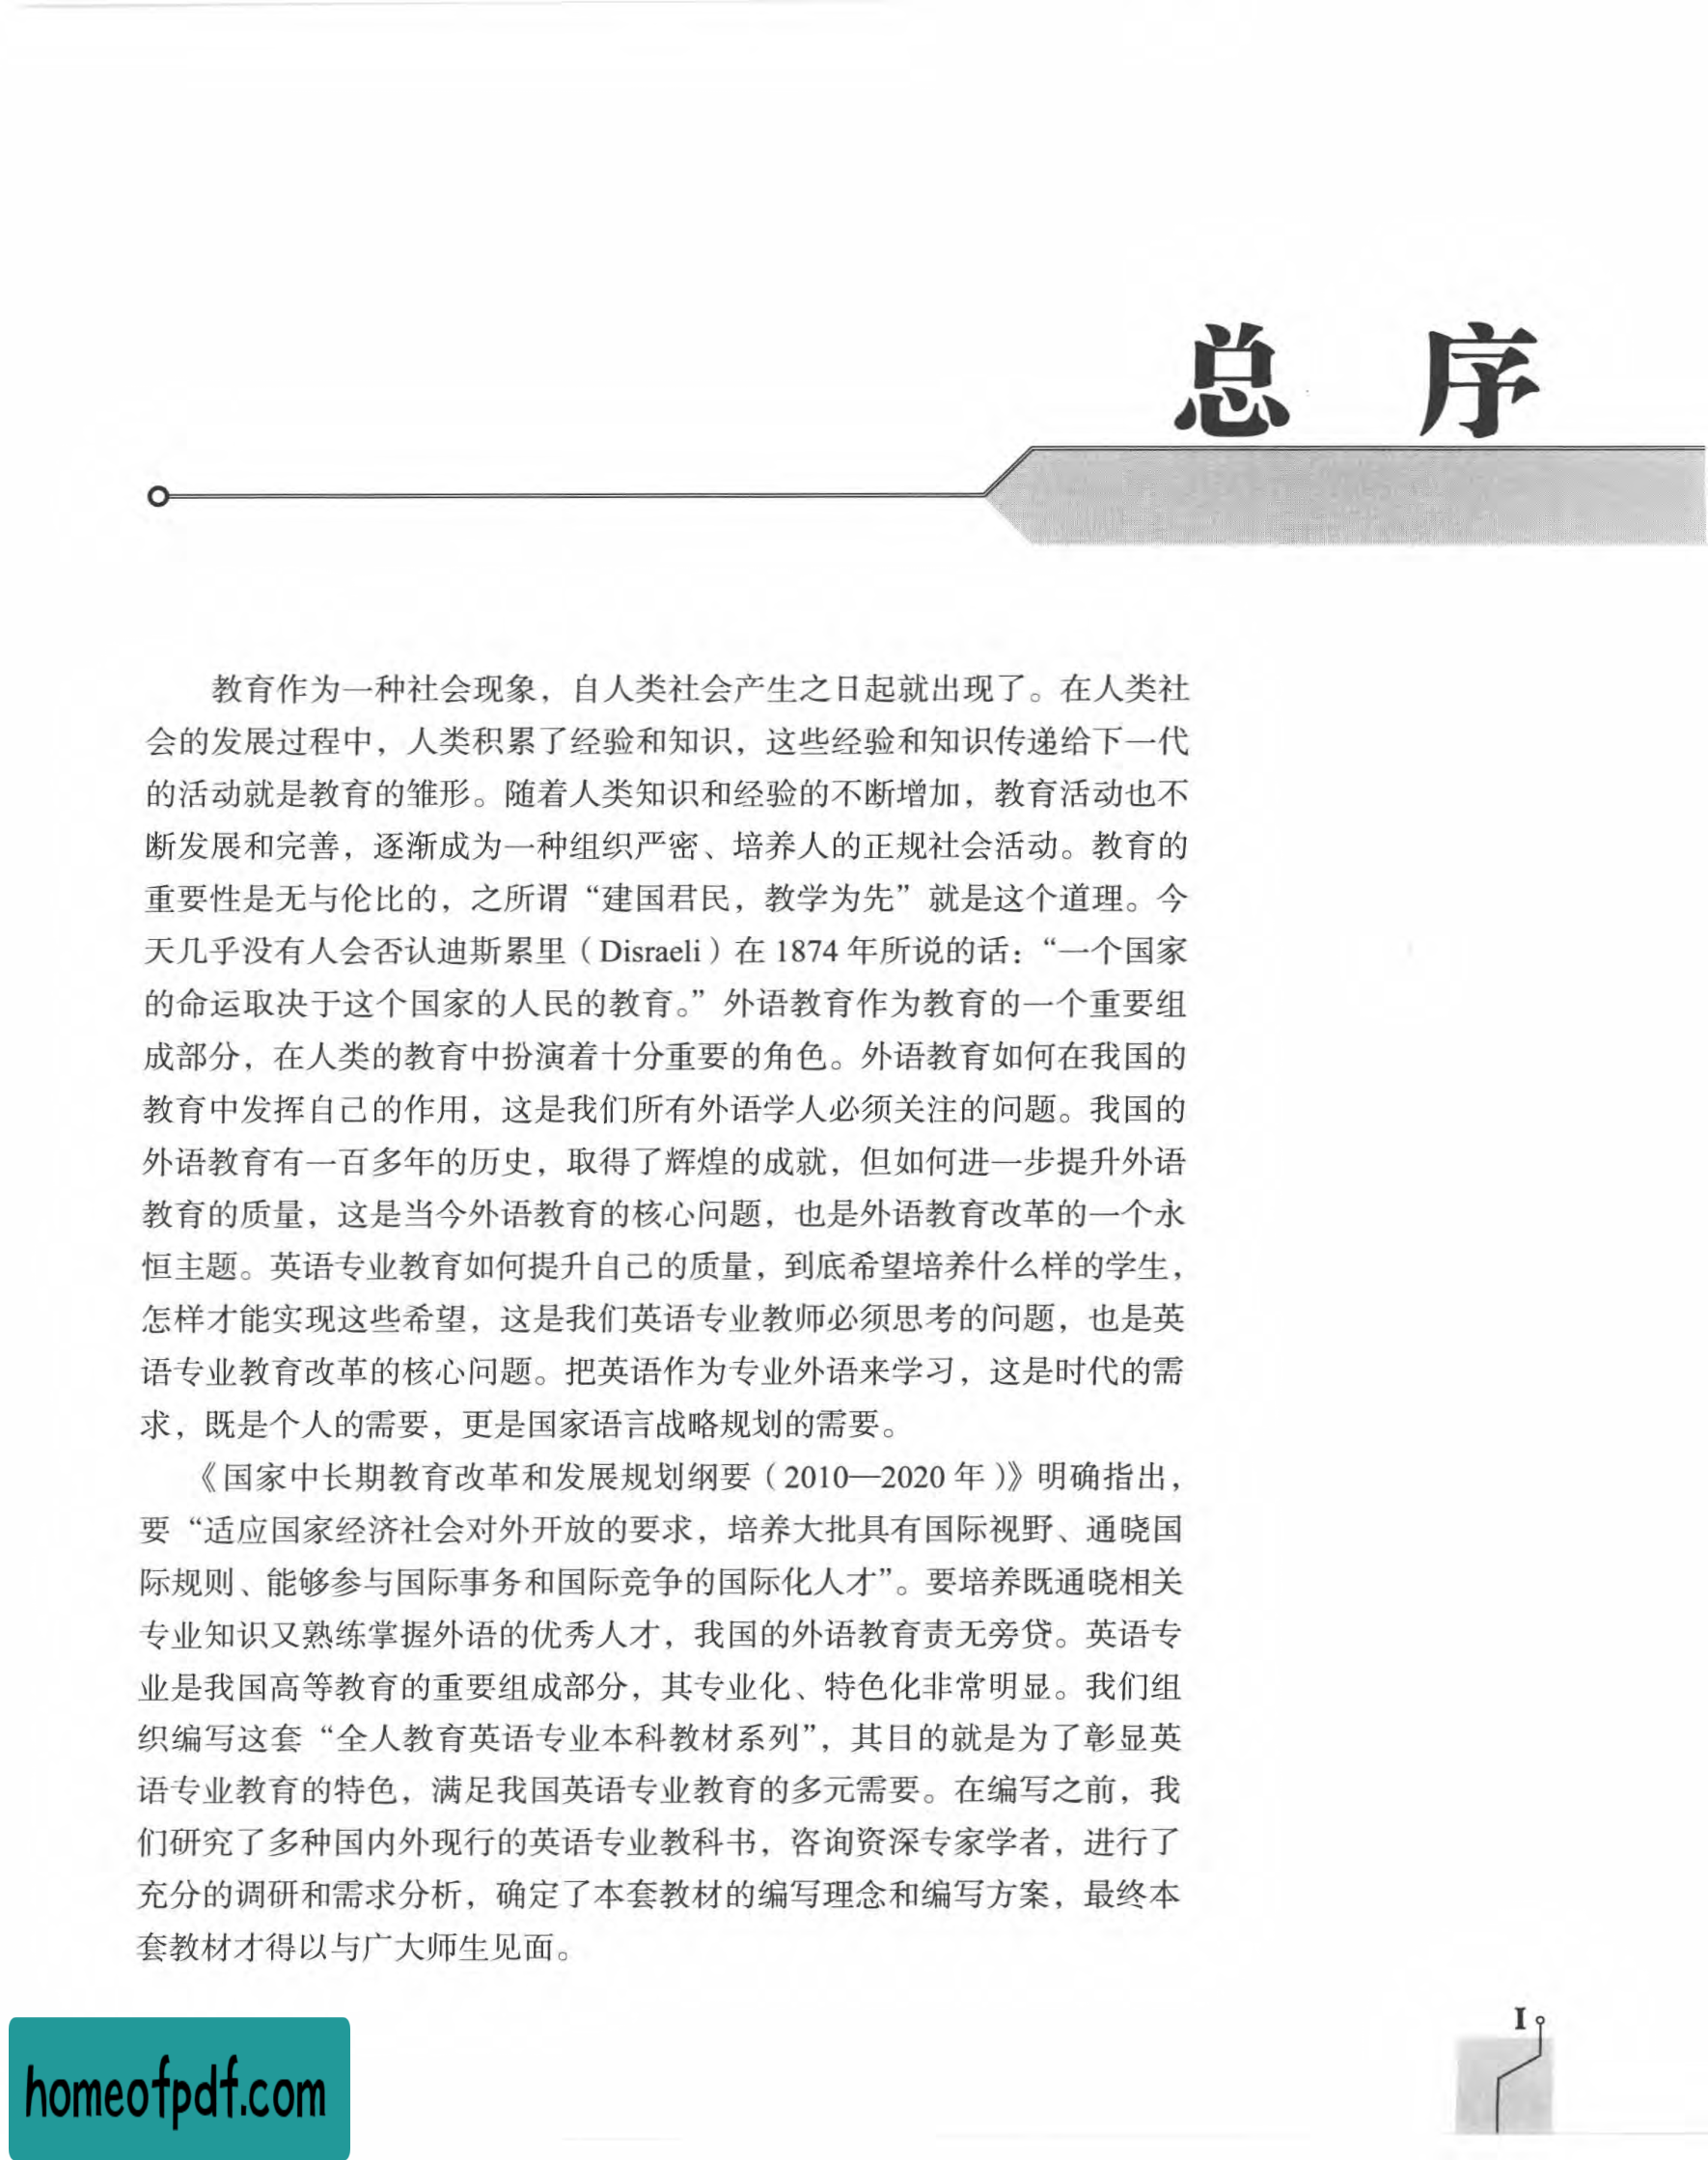 总 序
教育作为一种社会现象，自人类社会产生之日起就出现了。在人类社
会的发展过程中，人类积累了经验和知识，这些经验和知识传递给下一代
的活动就是教育的雏形。随着人类知识和经验的不断增加，教育活动也不
断发展和完善，逐渐成为一种组织严密、培养人的正规社会活动。教育的
重要性是无与伦比的，之所谓“建国君民，教学为先”就是这个道理。今
天几乎没有人会否认迪斯累里（Disraeli）在 1874 年所说的话：“一个国家
的命运取决于这个国家的人民的教育。”外语教育作为教育的一个重要组
成部分，在人类的教育中扮演着十分重要的角色。外语教育如何在我国的
教育中发挥自己的作用，这是我们所有外语学人必须关注的问题。我国的
外语教育有一百多年的历史，取得了辉煌的成就，但如何进一步提升外语
教育的质量，这是当今外语教育的核心问题，也是外语教育改革的一个永
恒主题。英语专业教育如何提升自己的质量，到底希望培养什么样的学生，
怎样才能实现这些希望，这是我们英语专业教师必须思考的问题，也是英
语专业教育改革的核心问题。把英语作为专业外语来学习，这是时代的需
求，既是个人的需要，更是国家语言战略规划的需要。
《国家中长期教育改革和发展规划纲要（2010—2020 年）》明确指出，
要“适应国家经济社会对外开放的要求，培养大批具有国际视野、通晓国
际规则、能够参与国际事务和国际竞争的国际化人才”。要培养既通晓相关
专业知识又熟练掌握外语的优秀人才，我国的外语教育责无旁贷。英语专
业是我国高等教育的重要组成部分，其专业化、特色化非常明显。我们组
织编写这套“全人教育英语专业本科教材系列”，其目的就是为了彰显英
语专业教育的特色，满足我国英语专业教育的多元需要。在编写之前，我
们研究了多种国内外现行的英语专业教科书，咨询资深专家学者，进行了
充分的调研和需求分析，确定了本套教材的编写理念和编写方案，最终本
套教材才得以与广大师生见面。
I
homeofpdf.com